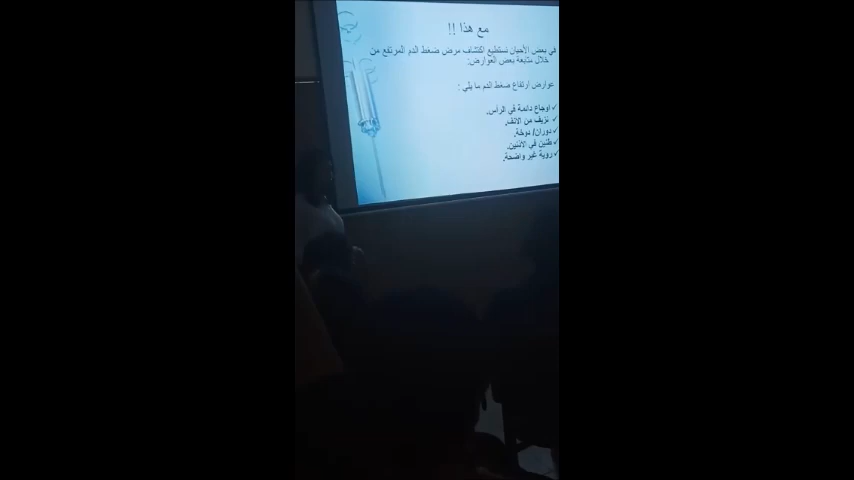 مع هذا !!
في بعض الأحيان نستطيع اكتشاف مرض ضغط الدم المرتفع من
خلال متابعة بعض العوارض:
عوارض ارتفاع ضغط الدم ما يلي :
✓ اوجاع دائمة في الرأس.
✓ نزيف من الانف.
✓ دوران/ دوخة.
✓ طنين في الاذنين.
✓ رؤية غير واضحة.